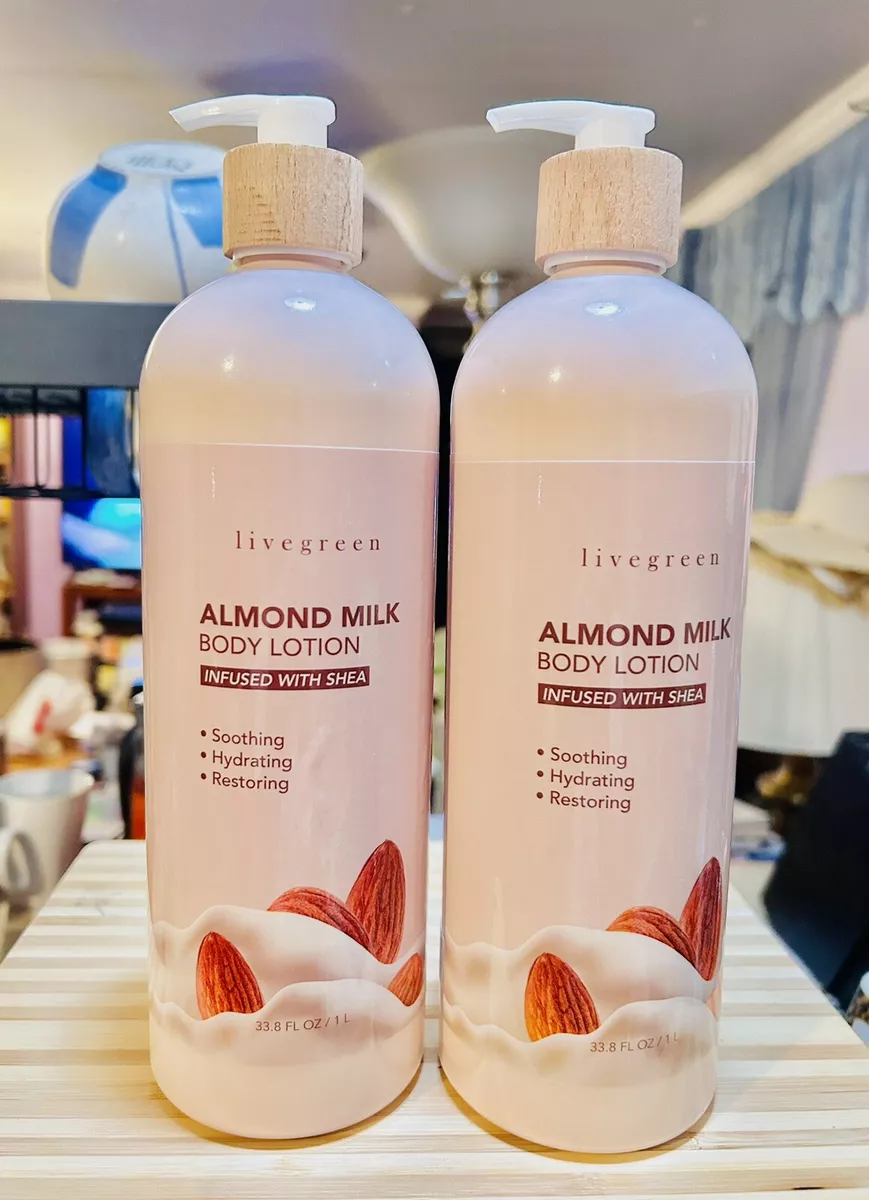 livegreen
ALMOND MILK
BODY LOTION
INFUSED WITH SHEA
• Soothing
• Hydrating
• Restoring
33.8 FL OZ / 1 L
livegreen
ALMOND MILK
BODY LOTION
INFUSED WITH SHEA
• Soothing
• Hydrating
• Restoring
33.8 FL OZ / 1 L